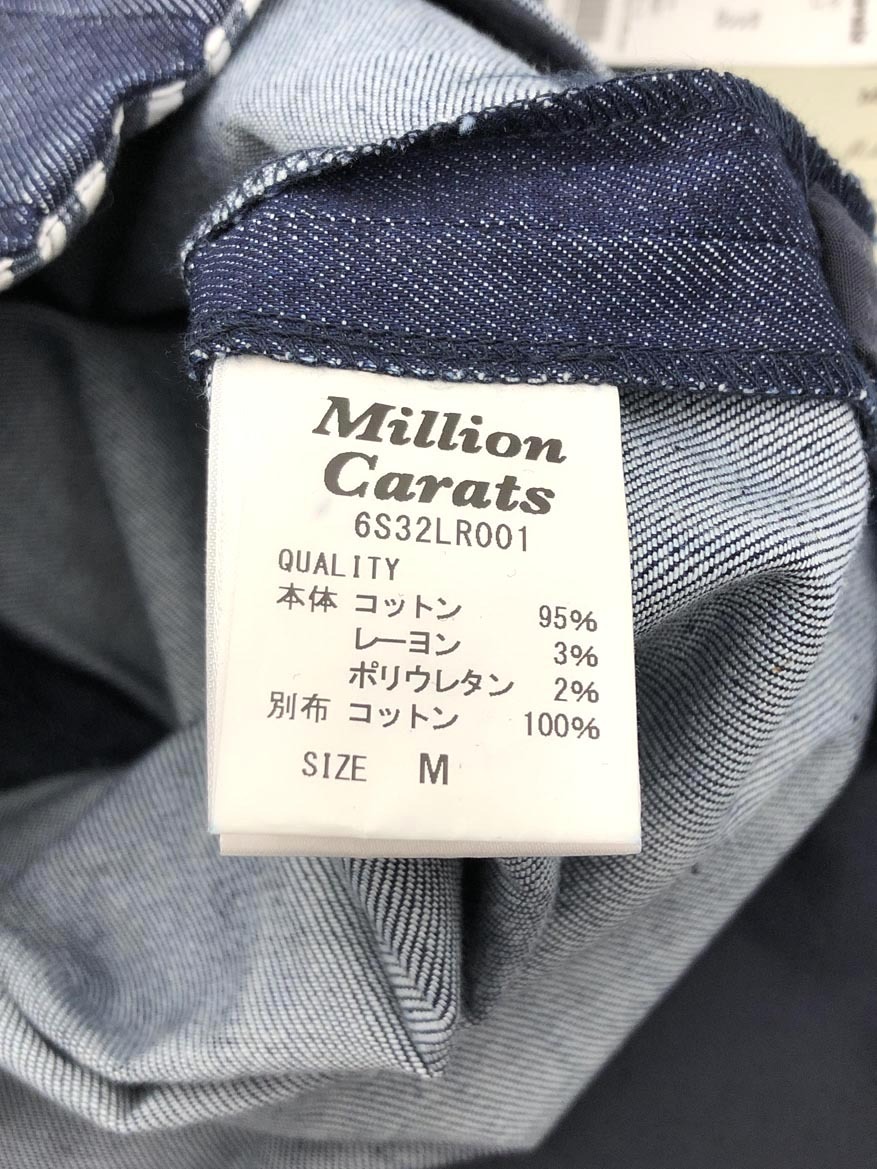 Million
Carats
6S32LR001
QUALITY
本体 コットン 95%
レーヨン 3%
ポリウレタン 2%
別布 コットン 100%
SIZE M